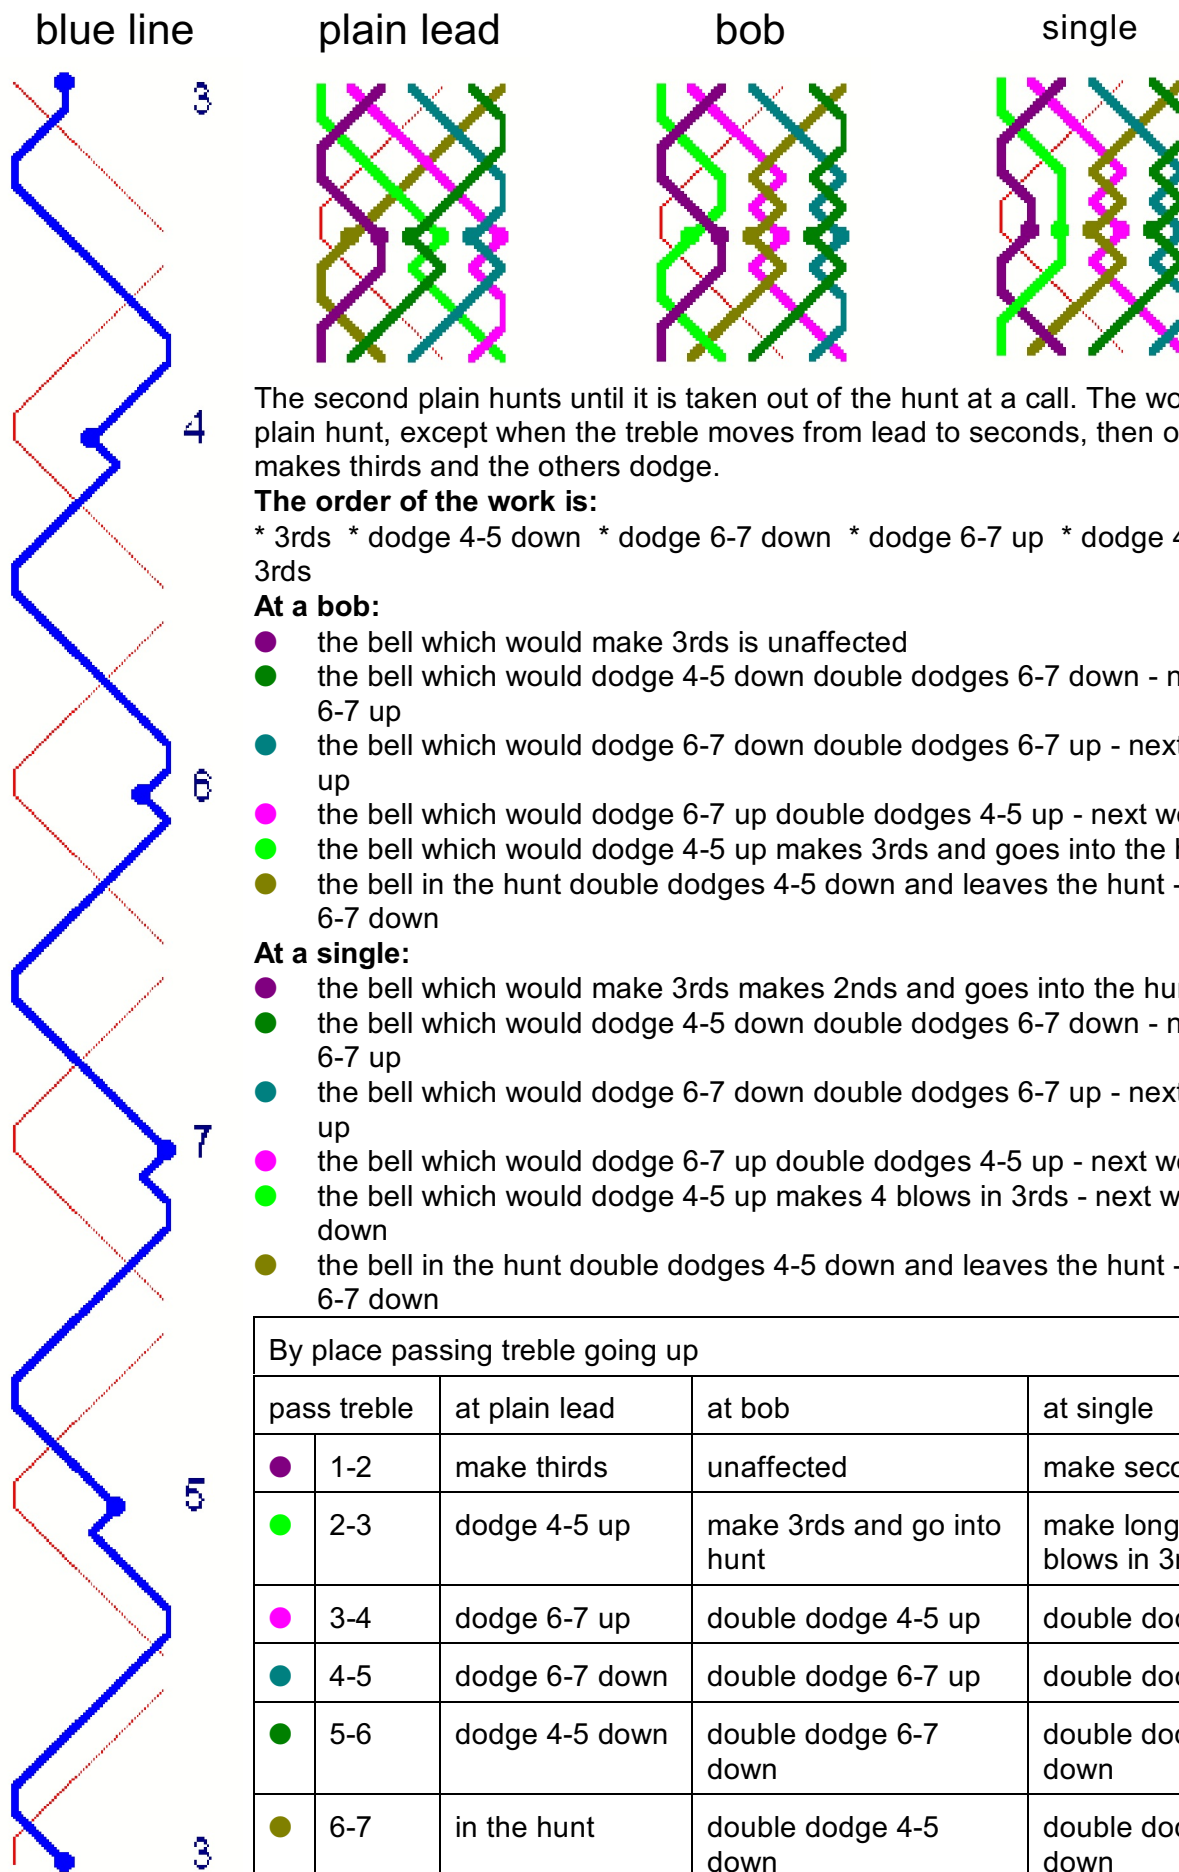 blue line plain lead bob single
3
4
6
7
5
3
The second plain hunts until it is taken out of the hunt at a call. The
plain hunt, except when the treble moves from lead to seconds, then
makes thirds and the others dodge.
The order of the work is:
* 3rds * dodge 4-5 down * dodge 6-7 down * dodge 6-7 up * dodge
3rds
At a bob:
the bell which would make 3rds is unaffected
the bell which would dodge 4-5 down double dodges 6-7 down -
6-7 up
the bell which would dodge 6-7 down double dodges 6-7 up - next
up
the bell which would dodge 6-7 up double dodges 4-5 up - next
the bell which would dodge 4-5 up makes 3rds and goes into the
the bell in the hunt double dodges 4-5 down and leaves the hunt -
6-7 down
At a single:
the bell which would make 3rds makes 2nds and goes into the
the bell which would dodge 4-5 down double dodges 6-7 down -
6-7 up
the bell which would dodge 6-7 down double dodges 6-7 up - next
up
the bell which would dodge 6-7 up double dodges 4-5 up - next
the bell which would dodge 4-5 up makes 4 blows in 3rds - next
down
the bell in the hunt double dodges 4-5 down and leaves the hunt -
6-7 down
By place passing treble going up
pass treble at plain lead at bob at single
1-2 make thirds unaffected make
2-3 dodge 4-5 up make 3rds and go into make long
hunt blows in
3-4 dodge 6-7 up double dodge 4-5 up double
4-5 dodge 6-7 down double dodge 6-7 up double
5-6 dodge 4-5 down double dodge 6-7 double
down down
6-7 in the hunt double dodge 4-5 double
down down